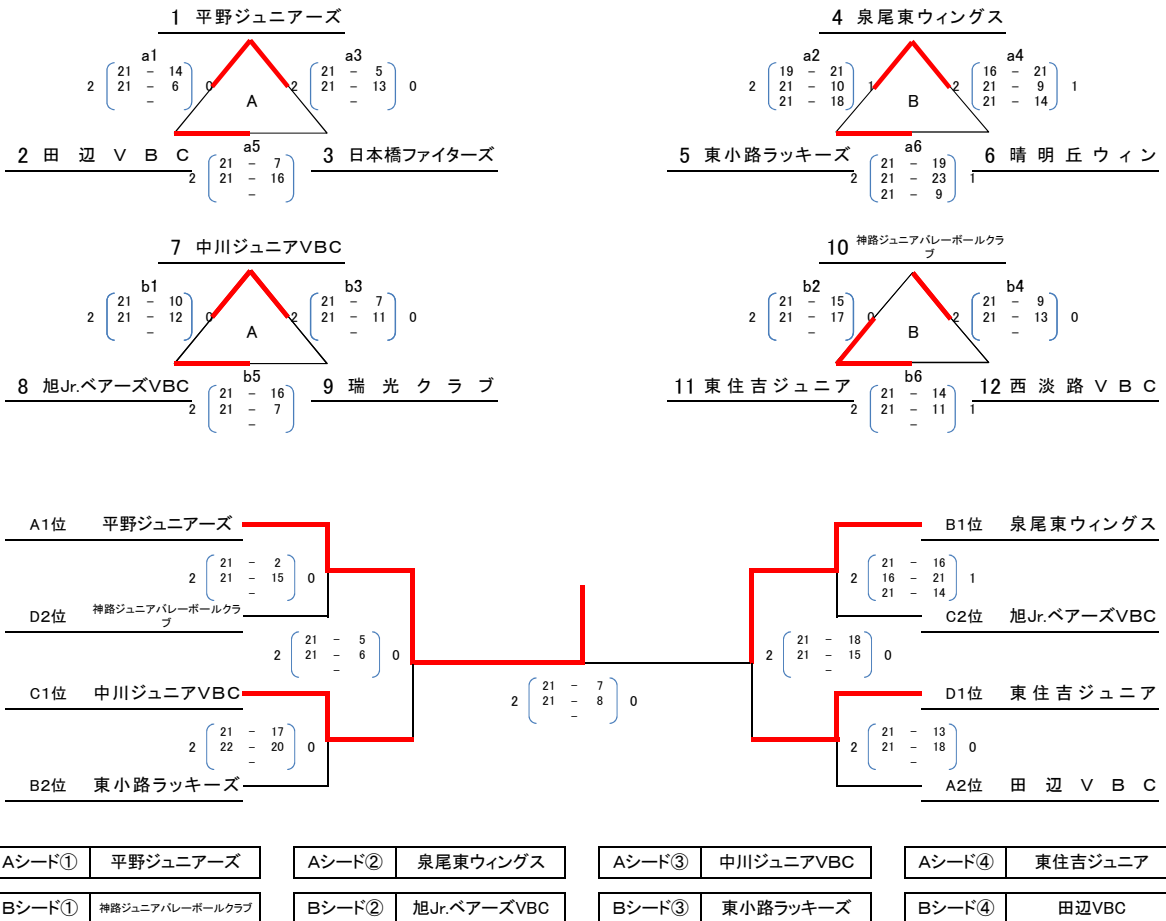 1 平野ジュニアーズ
4 泉尾東ウィングス
a1
a3
a2
a4
2 21 - 14 0
21 - 6
-
2 21 - 5 0
21 - 13
-
2 19 - 21 1
21 - 10
21 - 18
2 16 - 21 1
21 - 9
21 - 14
A
B
2 田辺VBC
3 日本橋ファイターズ
5 東小路ラッキーズ
6 晴明丘ウィン
a5
2 21 - 7
21 - 16
-
a6
2 21 - 19 1
21 - 23
21 - 9
7 中川ジュニアVBC
10 神路ジュニアバレーボールクラ
ブ
b1
b3
b2
b4
2 21 - 10 0
21 - 12
-
2 21 - 7 0
21 - 11
-
2 21 - 15 0
21 - 17
-
2 21 - 9 0
21 - 13
-
A
B
8 旭Jr.ベアーズVBC
9 瑞光クラブ
11 東住吉ジュニア
12 西淡路VBC
b5
2 21 - 16
21 - 7
-
b6
2 21 - 14 1
21 - 11
-
A1位 平野ジュニアーズ
B1位 泉尾東ウィングス
2 21 - 2 0
21 - 15
-
2 21 - 16 1
16 - 21
21 - 14
D2位 神路ジュニアバレーボールクラ
ブ
C2位 旭Jr.ベアーズVBC
2 21 - 5 0
21 - 6
-
2 21 - 18 0
21 - 15
-
C1位 中川ジュニアVBC
D1位 東住吉ジュニア
2 21 - 7 0
21 - 8
-
2 21 - 17 0
22 - 20
-
2 21 - 13 0
21 - 18
-
B2位 東小路ラッキーズ
A2位 田辺VBC
Aシード① 平野ジュニアーズ
Aシード② 泉尾東ウィングス
Aシード③ 中川ジュニアVBC
Aシード④ 東住吉ジュニア
Bシード① 神路ジュニアバレーボールクラブ
Bシード② 旭Jr.ベアーズVBC
Bシード③ 東小路ラッキーズ
Bシード④ 田辺VBC